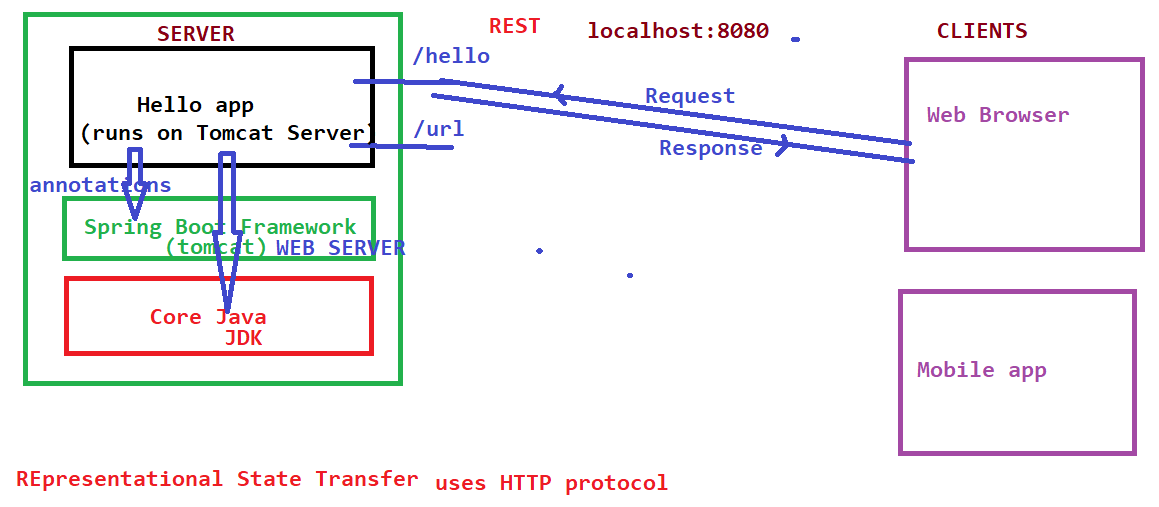 SERVER
REST
localhost:8080
CLIENTS
/hello
Hello app
(runs on Tomcat Server)
Request
Web Browser
/url
Response
annotations
Spring Boot Framework
(tomcat)
WEB SERVER
Core Java
JDK
Mobile app
REpresentational State Transfer
uses HTTP protocol